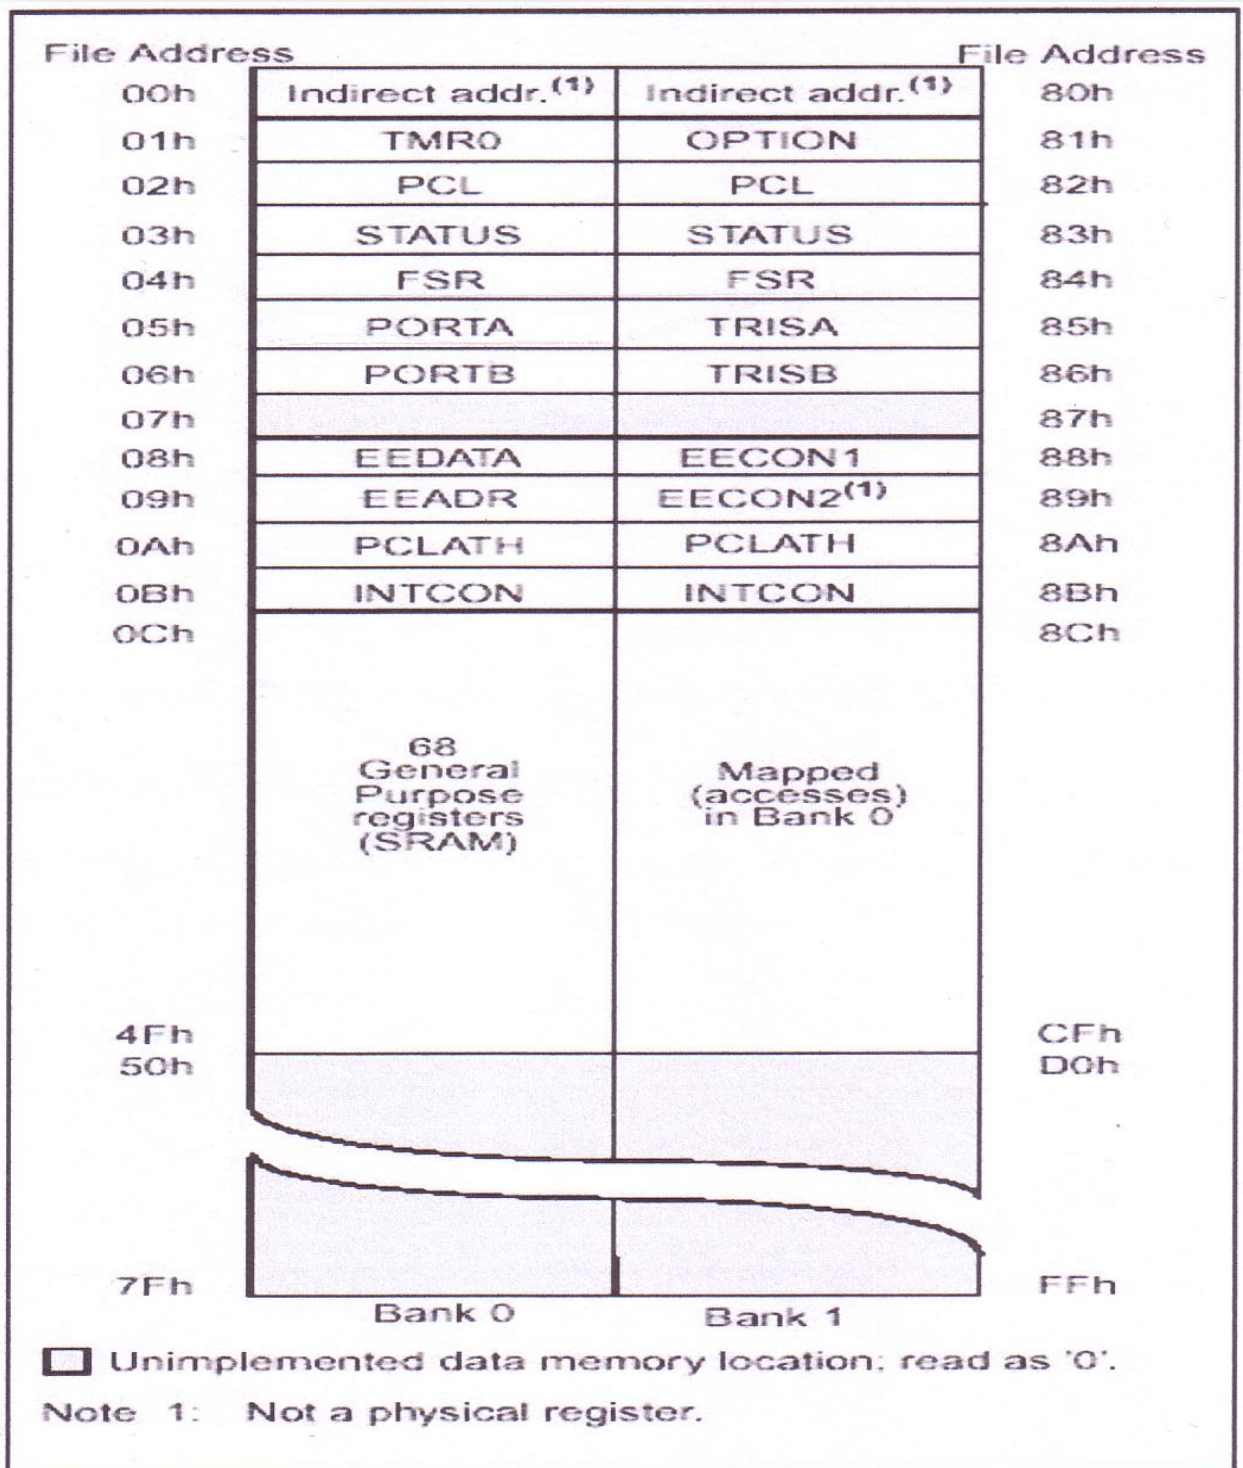 File Address File Address
00h Indirect addr.(1) Indirect addr.(1) 80h
01h TMR0 OPTION 81h
02h PCL PCL 82h
03h STATUS STATUS 83h
04h FSR FSR 84h
05h PORTA TRISA 85h
06h PORTB TRISB 86h
07h 87h
08h EEDATA EECON1 88h
09h EEADR EECON2(1) 89h
0Ah PCLATH PCLATH 8Ah
0Bh INTCON INTCON 8Bh
0Ch 8Ch
68
General
Purpose
registers
(SRAM)
Mapped
(accesses)
in Bank 0
4Fh CFh
50h D0h
7Fh FFh
Bank 0 Bank 1
Unimplemented data memory location; read as '0'.
Note 1: Not a physical register.